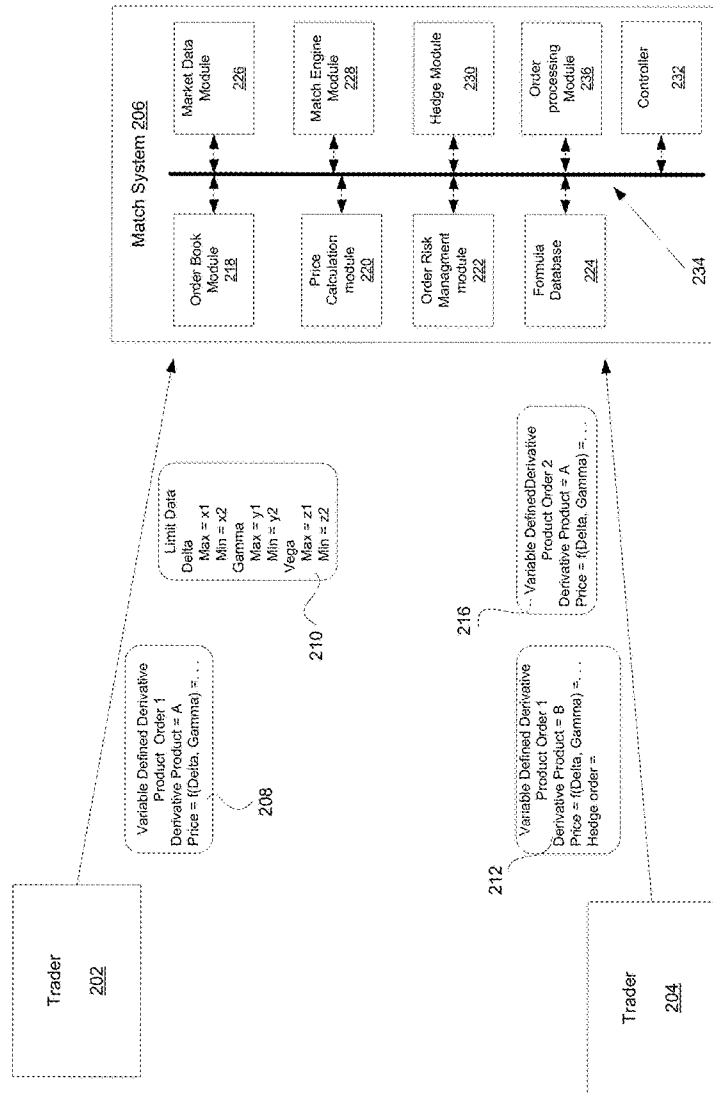 Trader
202
Variable Defined Derivative
Product Order 1
Derivative Product = A
Price = f(Delta, Gamma) =. . .
208
Limit Data
Delta
Max = x1
Min = x2
Gamma
Max = y1
Min = y2
Vega
Max = z1
Min = z2
210
Trader
204
212
Variable Defined Derivative
Product Order 1
Derivative Product = B
Price = f(Delta, Gamma) =. . .
Hedge order =
216
Variable DefinedDerivative
Product Order 2
Derivative Product = A
Price = f(Delta, Gamma) =. . .
Match System 206
Order Book
Module
218
Price
Calculation
module
220
Order Risk
Managment
module
222
Formula
Database
224
Market Data
Module
226
Match Engine
Module
228
Hedge Module
230
Order
processing
Module
236
Controller
232
234